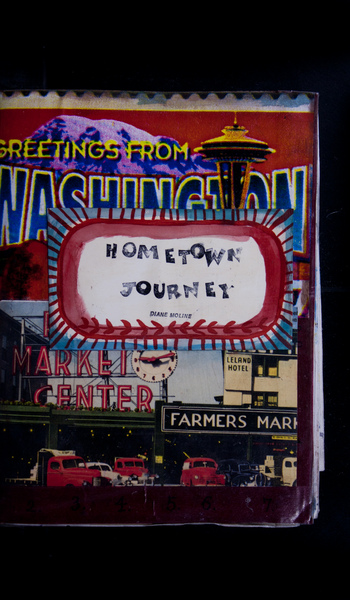 GREETINGS FROM
WASHINGTON
HOMETOWN
JOURNEY
DIANE MOLINE
MARKET
CENTER
LELAND
HOTEL
FARMERS MARK